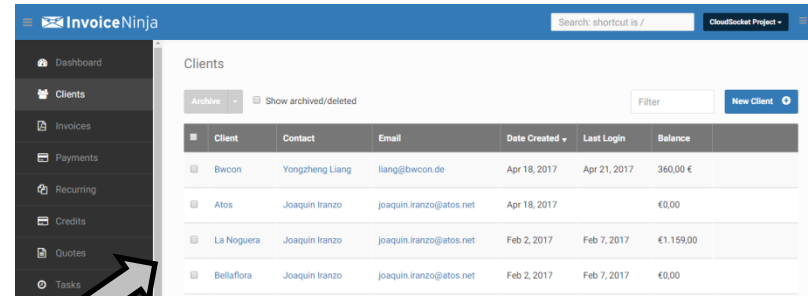 InvoiceNinja
Search: shortcut is /
CloudSocket Project
Dashboard
Clients
Invoices
Payments
Recurring
Credits
Quotes
Tasks
Clients
Archive
Show archived/deleted
Filter
New Client
Client Contact Email Date Created Last Login Balance
Bwcon Yongzheng Liang liang@bwcon.de Apr 18, 2017 Apr 21, 2017 360,00 €
Atos Joaquin Iranzo joaquin.iranzo@atos.net Apr 18, 2017 €0,00
La Noguera Joaquin Iranzo joaquin.iranzo@atos.net Feb 2, 2017 Feb 7, 2017 €1.159,00
Bellaflora Joaquin Iranzo joaquin.iranzo@atos.net Feb 2, 2017 Feb 7, 2017 €0,00